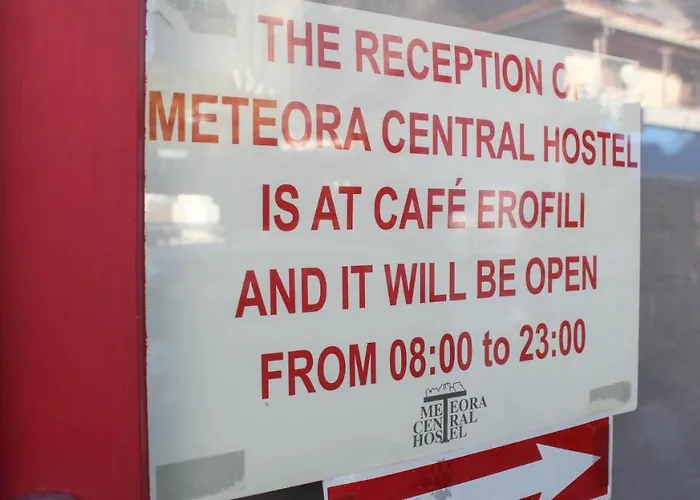 THE RECEPTION OF
METEORA CENTRAL HOSTEL
IS AT CAFÉ EROFILI
AND IT WILL BE OPEN
FROM 08:00 to 23:00
METEORA
CENTRAL
HOSTEL